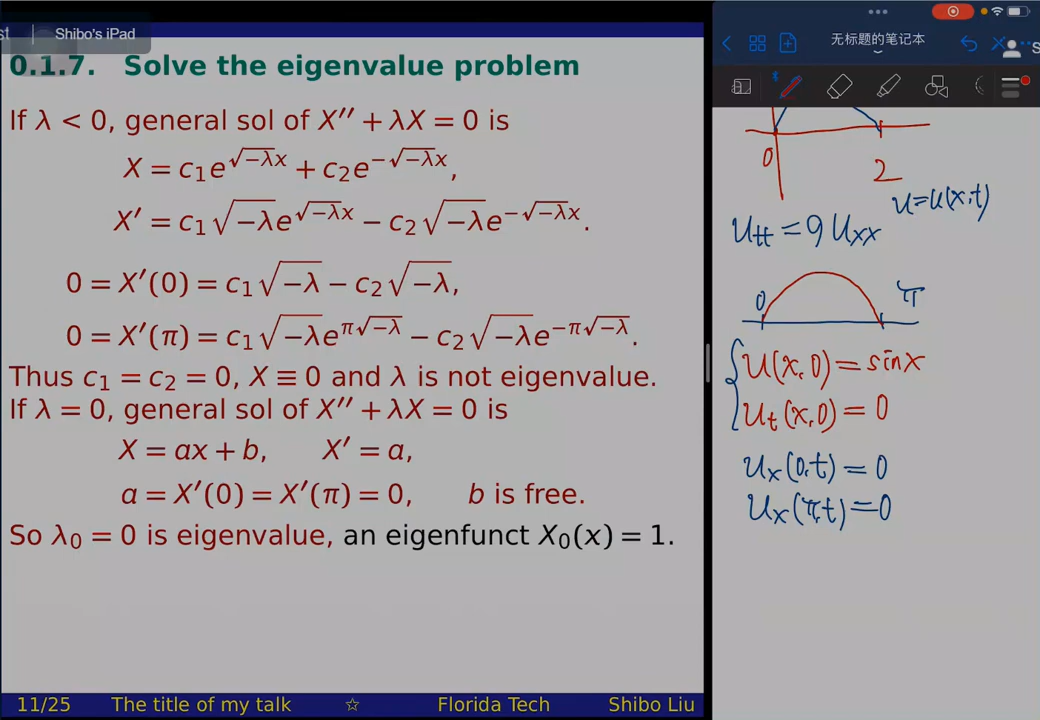 Shibo's iPad
0.1.7. Solve the eigenvalue problem
If λ < 0, general sol of X″ + λX = 0 is
X = c₁e^{√−λx} + c₂e^{−√−λx},
X′ = c₁√−λe^{√−λx} − c₂√−λe^{−√−λx}.
0 = X′(0) = c₁√−λ − c₂√−λ,
0 = X′(π) = c₁√−λe^{π√−λ} − c₂√−λe^{−π√−λ}.
Thus c₁ = c₂ = 0, X ≡ 0 and λ is not eigenvalue.
If λ = 0, general sol of X″ + λX = 0 is
X = ax + b, X′ = a,
a = X′(0) = X′(π) = 0, b is free.
So λ₀ = 0 is eigenvalue, an eigenfunct X₀(x) = 1.
11/25 The title of my talk ☆ Florida Tech Shibo Liu
无标题的笔记本
0 2
u=u(x,t)
u_tt = 9 u_xx
0 π
u(x,0) = sinx
u_t(x,0) = 0
u_x(0,t) = 0
u_x(π,t) = 0